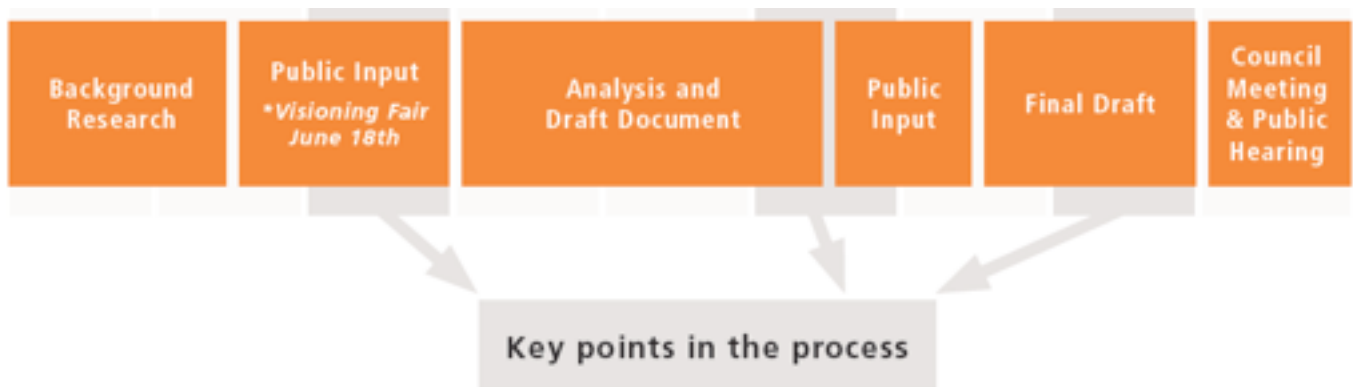 Background
Research
Public Input
*Visioning Fair
June 18th
Analysis and
Draft Document
Public
Input
Final Draft
Council
Meeting
& Public
Hearing
Key points in the process